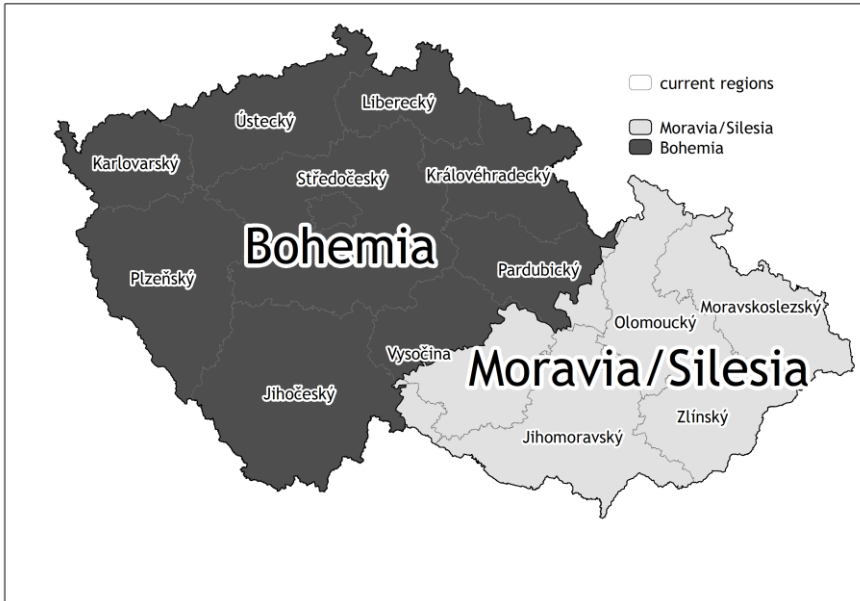 current regions
Moravia/Silesia
Bohemia
Liberecký
Ústecký
Karlovarský
Středočeský
Královéhradecký
Bohemia
Plzeňský
Pardubický
Moravskoslezský
Olomoucký
Vysočina
Moravia/Silesia
Jihočeský
Zlínský
Jihomoravský